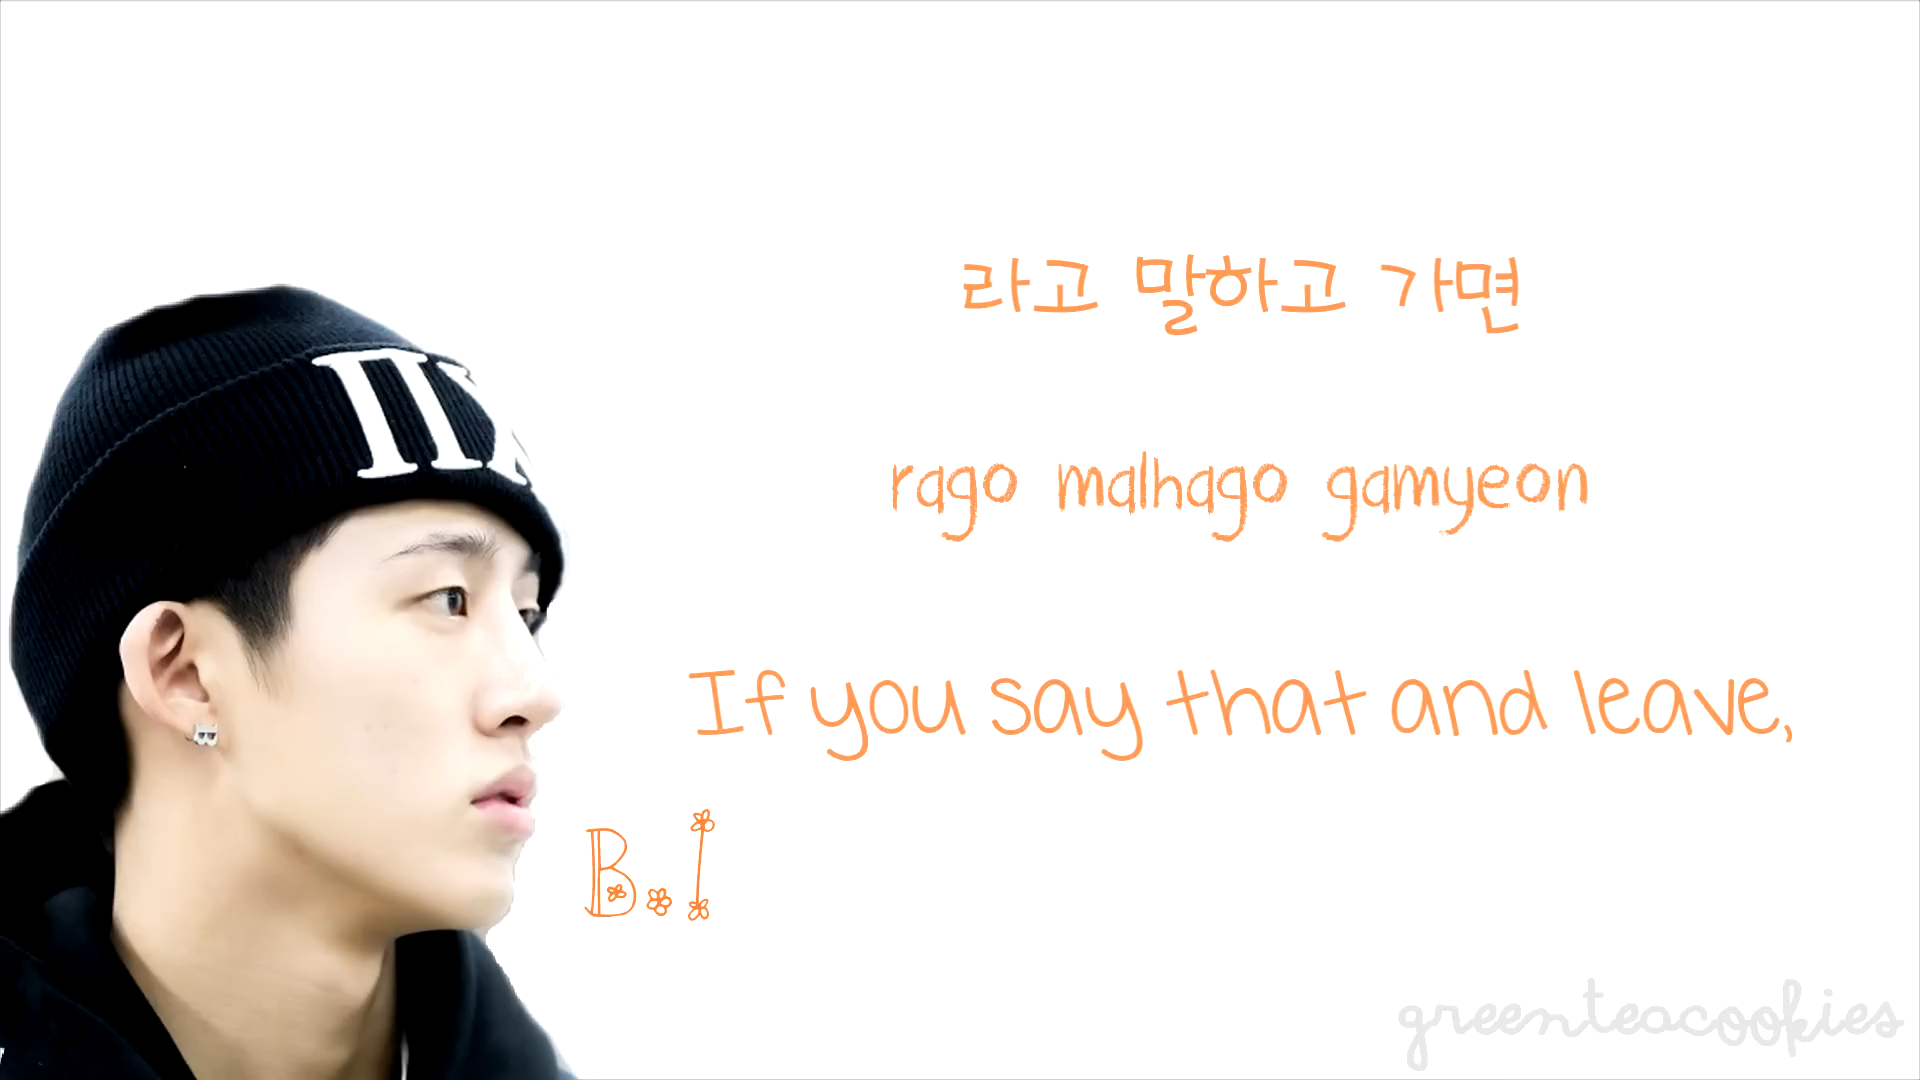 라고 말하고 가면
rago malhago gamyeon
If you say that and leave,
B.I
greenteacookies